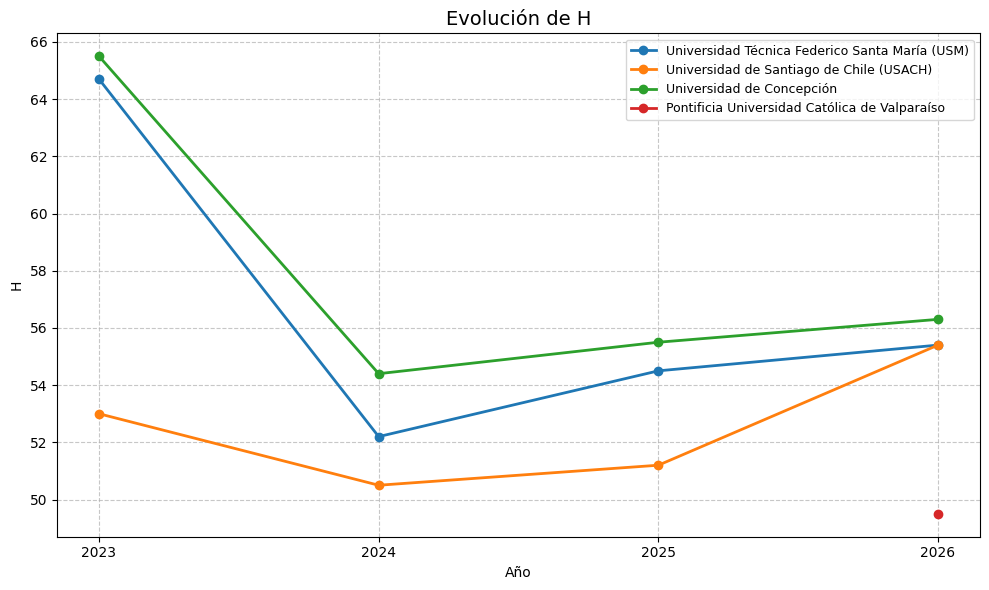 Evolución de H
Universidad Técnica Federico Santa María (USM)
Universidad de Santiago de Chile (USACH)
Universidad de Concepción
Pontificia Universidad Católica de Valparaíso
66
64
62
60
58
56
54
52
50
H
2023
2024
2025
2026
Año